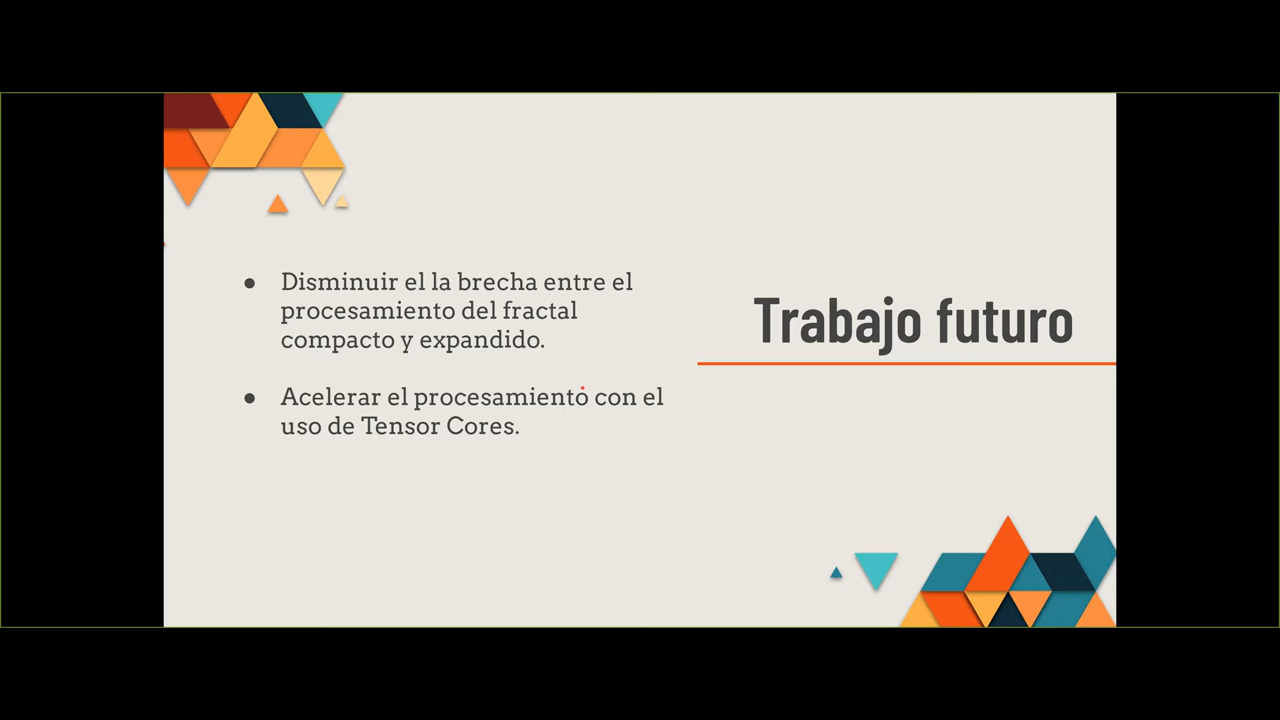 ● Disminuir el la brecha entre el
procesamiento del fractal
compacto y expandido.
● Acelerar el procesamiento con el
uso de Tensor Cores.
Trabajo futuro